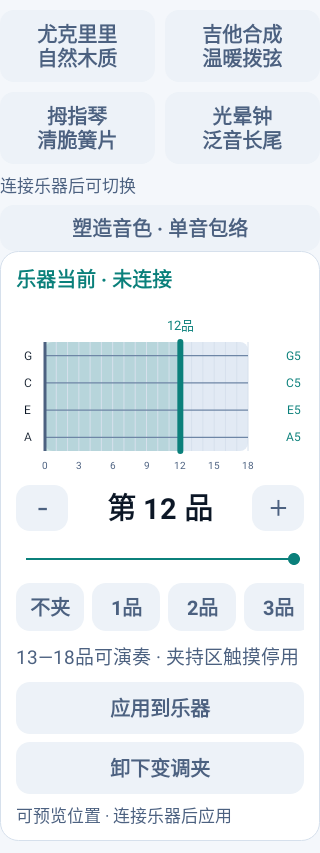 尤克里里
自然木质
吉他合成
温暖拨弦
拇指琴
清脆簧片
光晕钟
泛音长尾
连接乐器后可切换
塑造音色 · 单音包络
乐器当前 · 未连接
12品
G G5
C C5
E E5
A A5
0 3 6 9 12 15 18
- 第 12 品 +
不夹 1品 2品 3品
13—18品可演奏 · 夹持区触摸停用
应用到乐器
卸下变调夹
可预览位置 · 连接乐器后应用